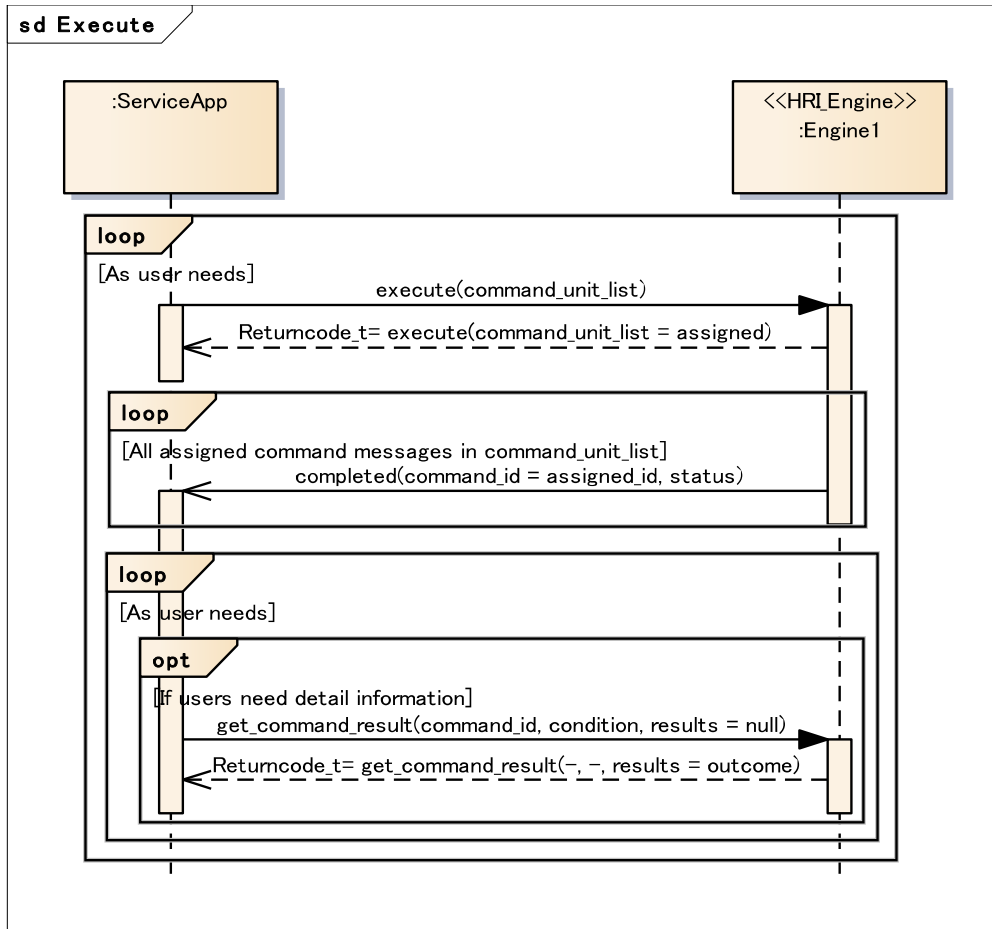 sd Execute
:ServiceApp
<<HRI_Engine>>
:Engine1
loop
[As user needs]
execute(command_unit_list)
Returncode_t= execute(command_unit_list = assigned)
loop
[All assigned command messages in command_unit_list]
completed(command_id = assigned_id, status)
loop
[As user needs]
opt
[If users need detail information]
get_command_result(command_id, condition, results = null)
Returncode_t= get_command_result(-, -, results = outcome)